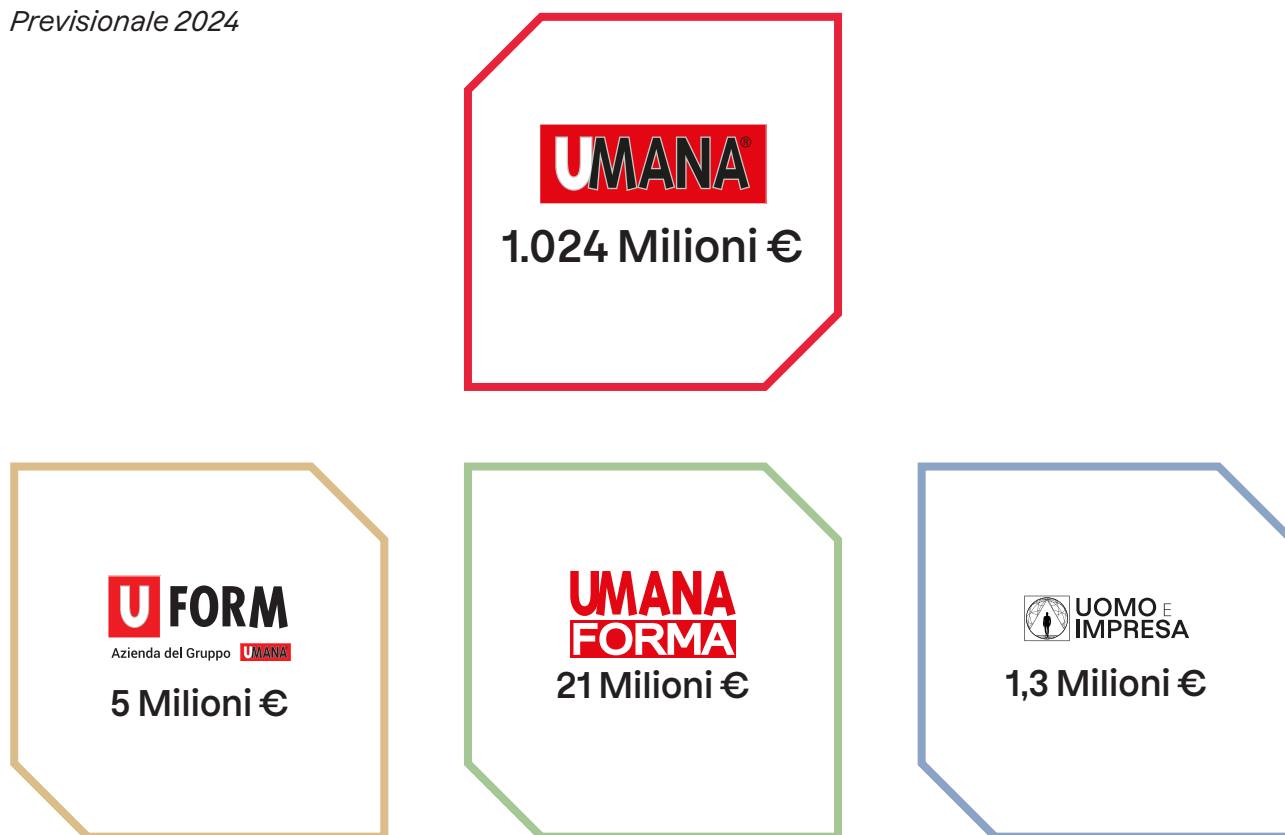 Previsionale 2024
UMANA®
1.024 Milioni €
U FORM
Azienda del Gruppo UMANA
5 Milioni €
UMANA
FORMA
21 Milioni €
UOMO E
IMPRESA
1,3 Milioni €